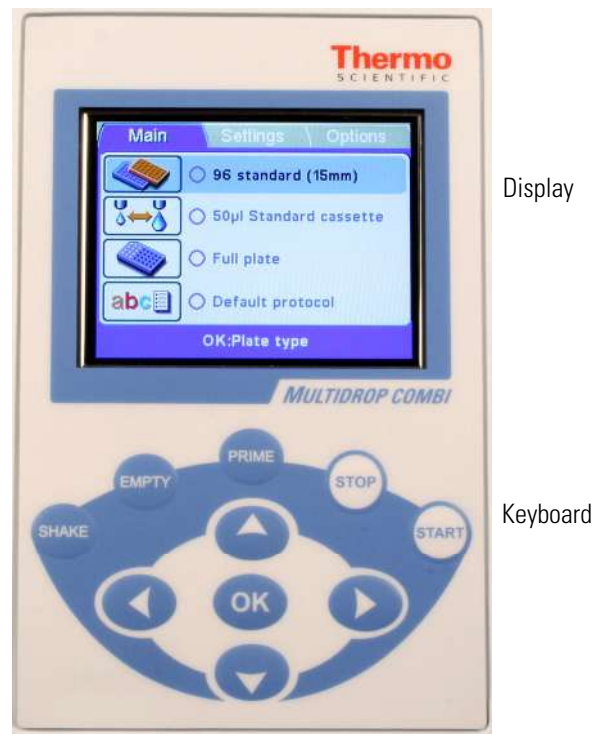 Thermo
SCIENTIFIC
Main Settings Options
96 standard (15mm)
50µl Standard cassette
Full plate
abc Default protocol
OK:Plate type
MULTIDROP COMBI
Display
PRIME
EMPTY STOP
SHAKE START
Keyboard
OK